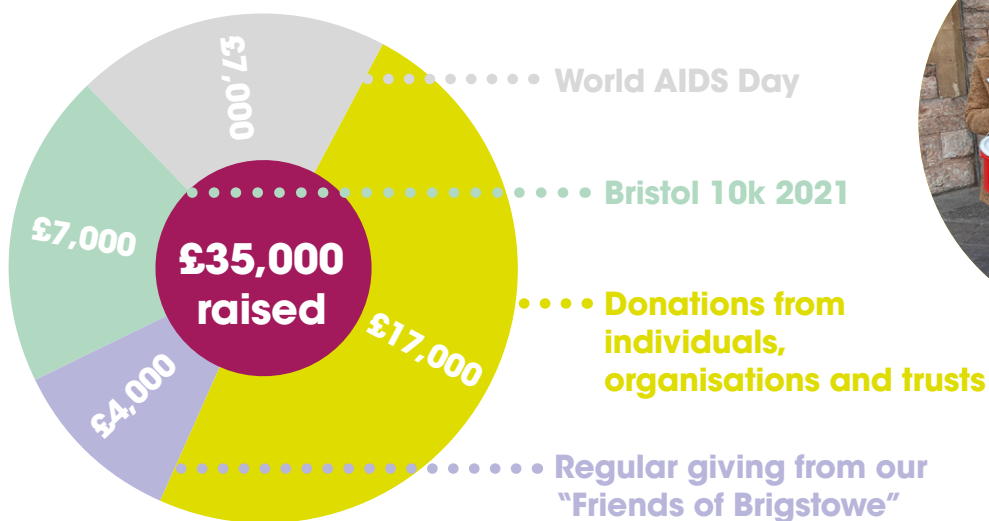 £7,000
World AIDS Day
Bristol 10k 2021
£7,000
£35,000
raised
£17,000
Donations from
individuals,
organisations and trusts
£4,000
Regular giving from our
“Friends of Brigstowe”